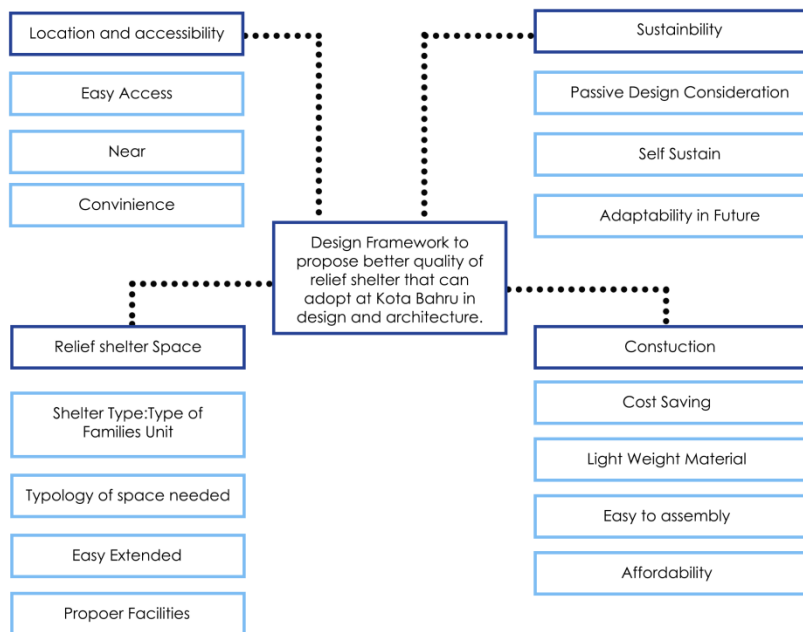 Location and accessibility
Easy Access
Near
Convinience
Sustainbility
Passive Design Consideration
Self Sustain
Adaptability in Future
Design Framework to
propose better quality of
relief shelter that can
adopt at Kota Bahru in
design and architecture.
Relief shelter Space
Shelter Type:Type of
Families Unit
Typology of space needed
Easy Extended
Propoer Facilities
Constuction
Cost Saving
Light Weight Material
Easy to assembly
Affordability